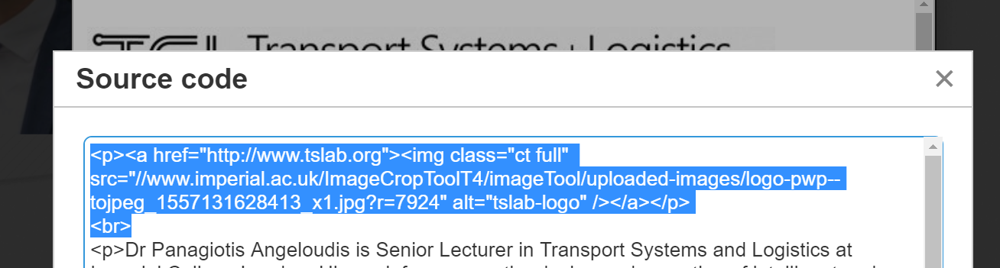 Transport Systems + Logistics
Source code
<p><a href="http://www.tslab.org"><img class="ct full"
src="//www.imperial.ac.uk/ImageCropToolT4/imageTool/uploaded-images/logo-pwp--
tojpeg_1557131628413_x1.jpg?r=7924" alt="tslab-logo" /></a></p>
<br>
<p>Dr Panagiotis Angeloudis is Senior Lecturer in Transport Systems and Logistics at